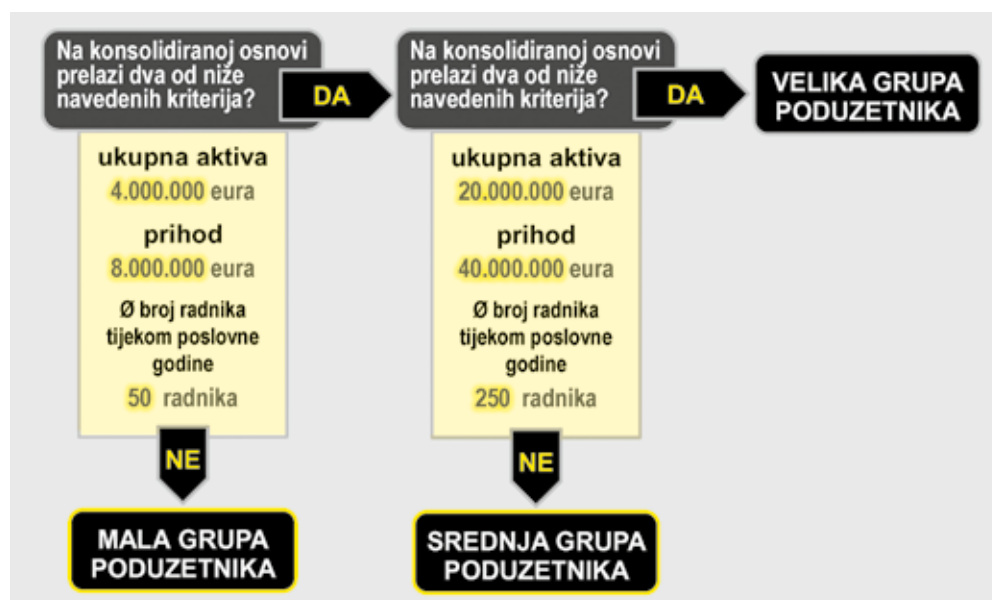 Na konsolidiranoj osnovi
prelazi dva od niže
navedenih kriterija?
DA
ukupna aktiva
4.000.000 eura
prihod
8.000.000 eura
Ø broj radnika
tijekom poslovne
godine
50 radnika
NE
MALA GRUPA
PODUZETNIKA
Na konsolidiranoj osnovi
prelazi dva od niže
navedenih kriterija?
DA
ukupna aktiva
20.000.000 eura
prihod
40.000.000 eura
Ø broj radnika
tijekom poslovne
godine
250 radnika
NE
SREDNJA GRUPA
PODUZETNIKA
VELIKA GRUPA
PODUZETNIKA